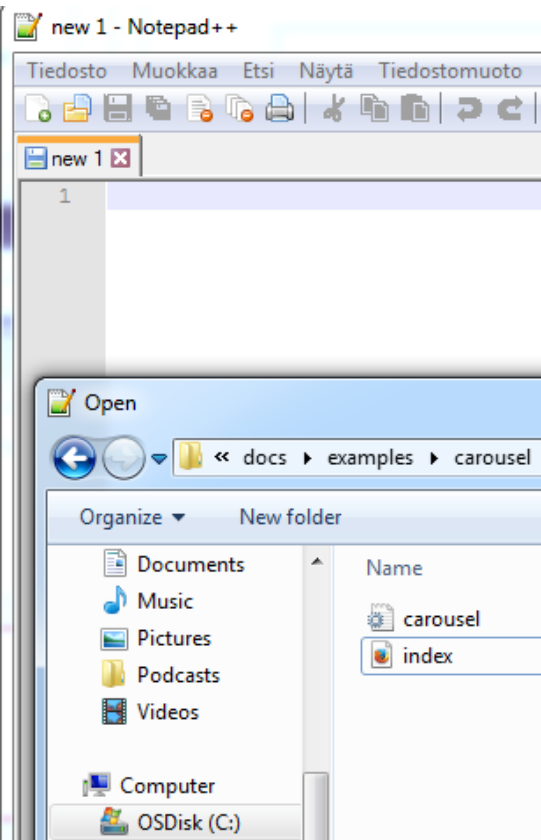 new 1 - Notepad++
Tiedosto Muokkaa Etsi Näytä Tiedostomuoto
new 1
1
Open
« docs examples carousel
Organize New folder
Documents
Name
Music
carousel
Pictures
index
Podcasts
Videos
Computer
OSDisk (C:)